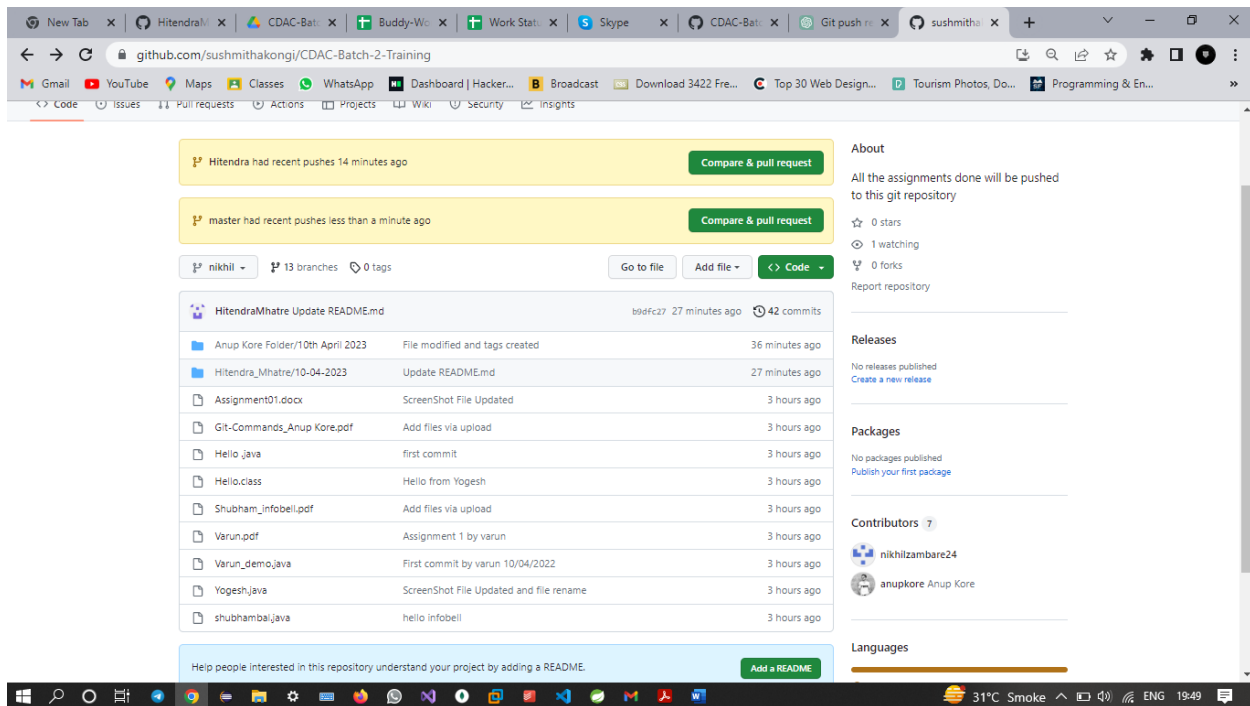 New Tab
HitendraM
CDAC-Bat
Buddy-Wo
Work Statu
Skype
CDAC-Bat
Git push re
sushmitha
github.com/sushmithakongi/CDAC-Batch-2-Training
Gmail YouTube Maps Classes WhatsApp Dashboard | Hacker... Broadcast Download 3422 Fre... Top 30 Web Design... Tourism Photos, Do... Programming & En... »
<> Code Issues Pull requests Actions Projects Wiki Security Insights
Hitendra had recent pushes 14 minutes ago Compare & pull request
master had recent pushes less than a minute ago Compare & pull request
nikhil 13 branches 0 tags Go to file Add file <> Code
HitendraMhatre Update README.md b9dfc27 27 minutes ago 42 commits
Anup Kore Folder/10th April 2023 File modified and tags created 36 minutes ago
Hitendra_Mhatre/10-04-2023 Update README.md 27 minutes ago
Assignment01.docx ScreenShot File Updated 3 hours ago
Git-Commands_Anup Kore.pdf Add files via upload 3 hours ago
Hello .java first commit 3 hours ago
Hello.class Hello from Yogesh 3 hours ago
Shubham_infobell.pdf Add files via upload 3 hours ago
Varun.pdf Assignment 1 by varun 3 hours ago
Varun_demo.java First commit by varun 10/04/2022 3 hours ago
Yogesh.java ScreenShot File Updated and file rename 3 hours ago
shubhambal.java hello infobell 3 hours ago
Help people interested in this repository understand your project by adding a README. Add a README
About
All the assignments done will be pushed
to this git repository
0 stars
1 watching
0 forks
Report repository
Releases
No releases published
Create a new release
Packages
No packages published
Publish your first package
Contributors 7
nikhilzambare24
anupkore Anup Kore
Languages
31°C Smoke ENG 19:49